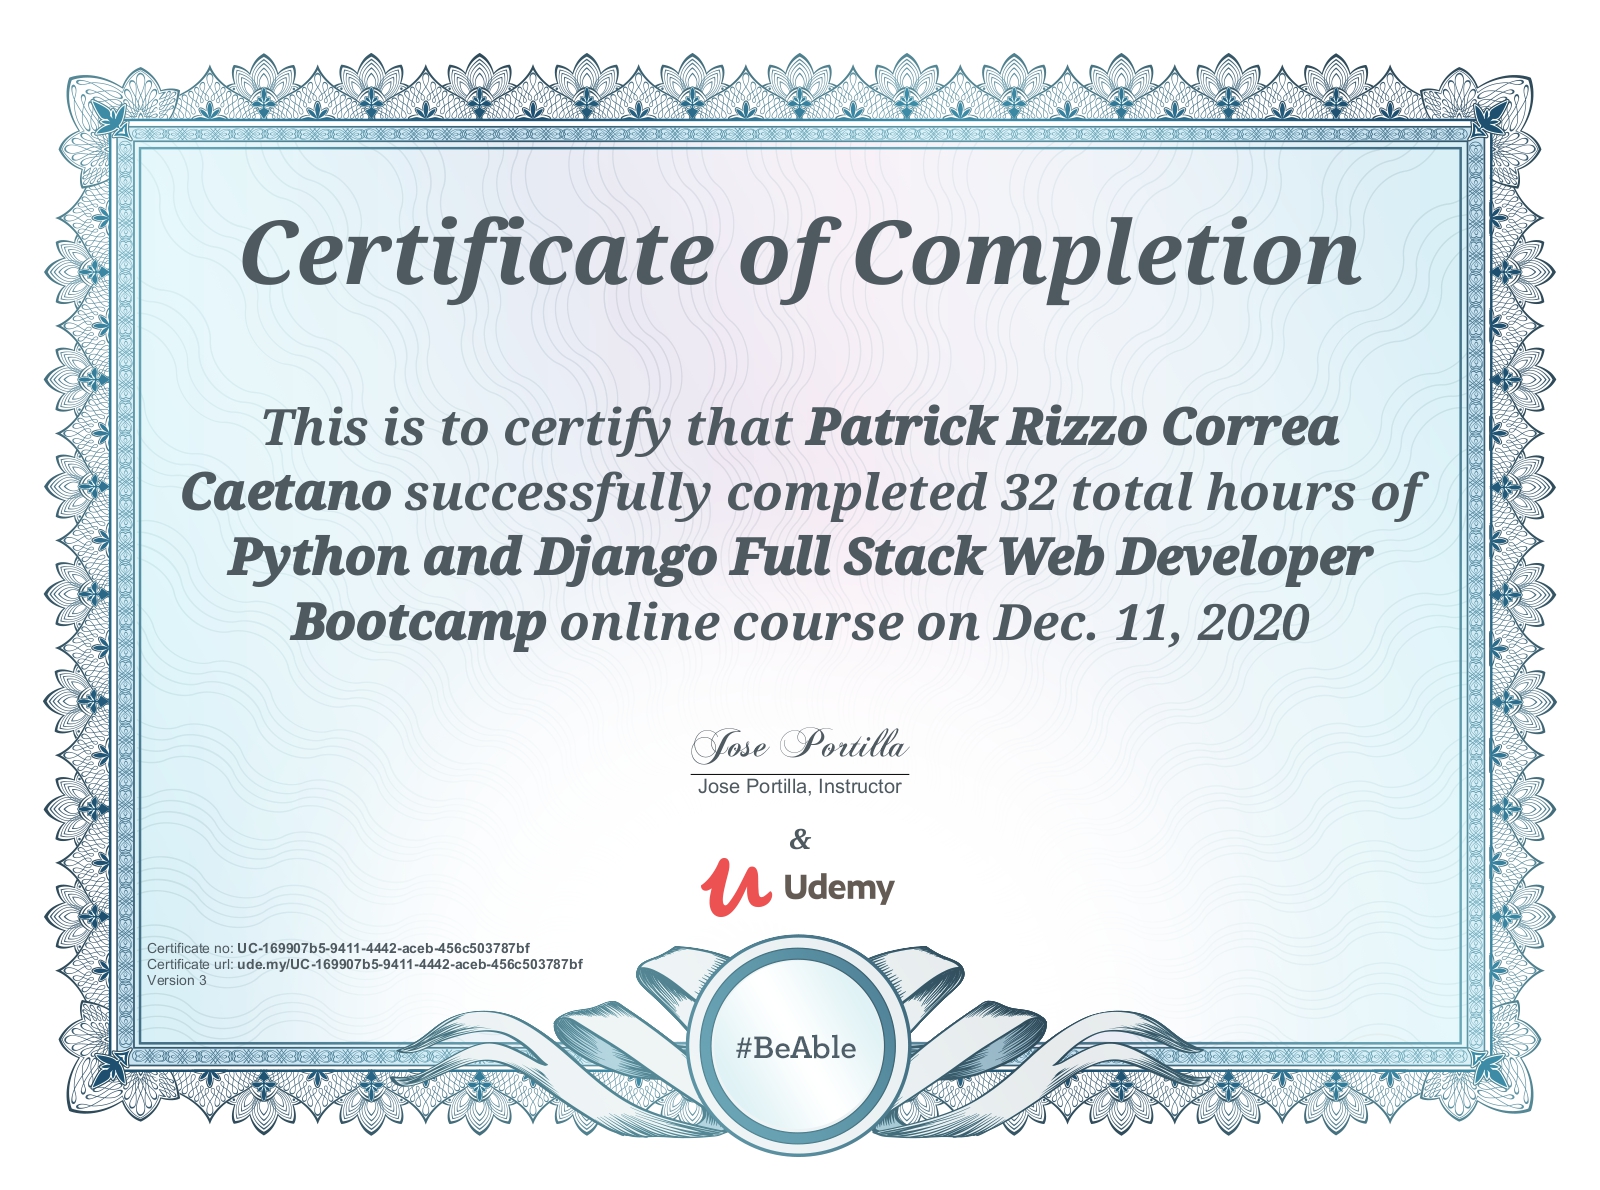 Certificate of Completion
This is to certify that Patrick Rizzo Correa
Caetano successfully completed 32 total hours of
Python and Django Full Stack Web Developer
Bootcamp online course on Dec. 11, 2020
Jose Portilla
Jose Portilla, Instructor
&
Udemy
Certificate no: UC-169907b5-9411-4442-aceb-456c503787bf
Certificate url: ude.my/UC-169907b5-9411-4442-aceb-456c503787bf
Version 3
#BeAble